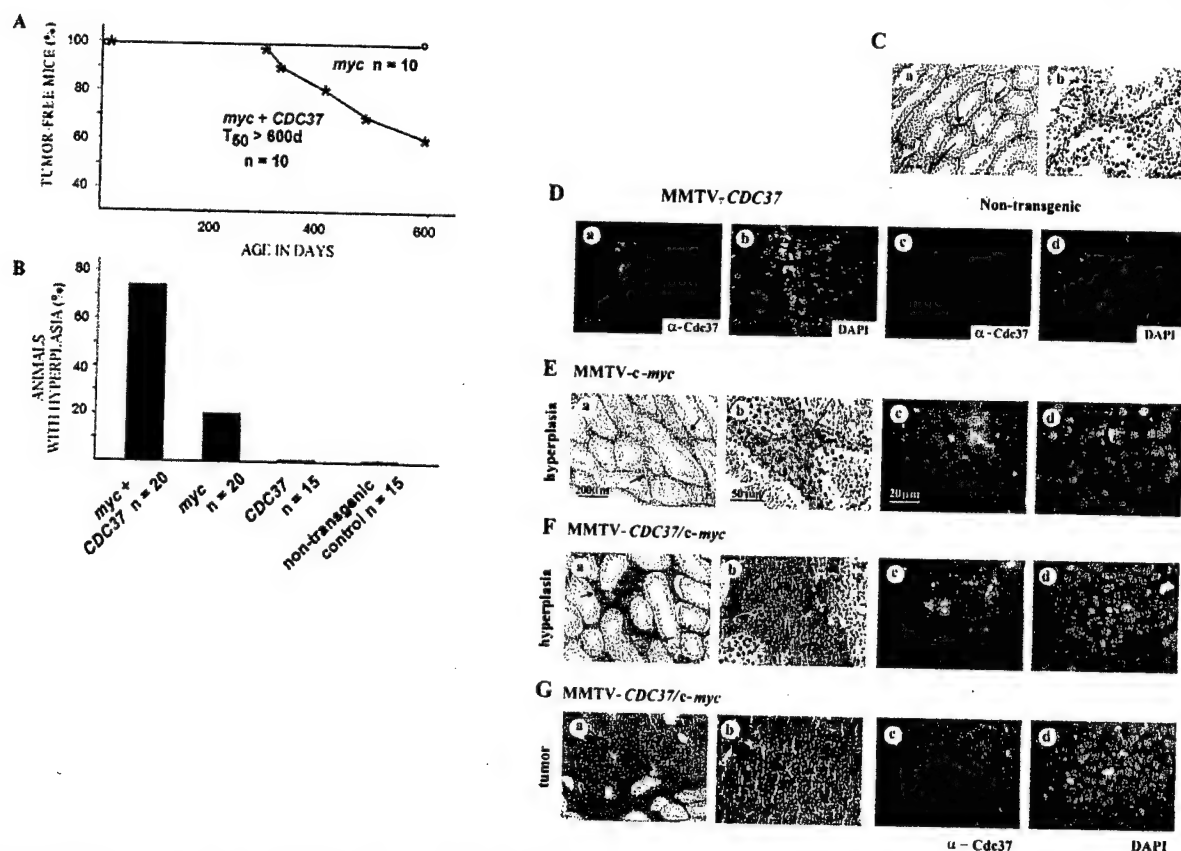 A
TUMOR-FREE MICE (%)
100
80
60
40
myc n = 10
myc + CDC37
T50 > 600d
n = 10
200
400
600
AGE IN DAYS
B
ANIMALS
WITH HYPERPLASIA (%)
80
60
40
20
myc +
CDC37 n = 20
myc
n = 20
CDC37
n = 15
non-transgenic
control n = 15
C
a
b
D
MMTV-CDC37
Non-transgenic
a
b
c
d
α-Cdc37
DAPI
α-Cdc37
DAPI
E MMTV-c-myc
hyperplasia
a
b
c
d
200μm
50μm
20μm
F MMTV-CDC37/c-myc
hyperplasia
a
b
c
d
G MMTV-CDC37/c-myc
tumor
a
b
c
d
α – Cdc37
DAPI